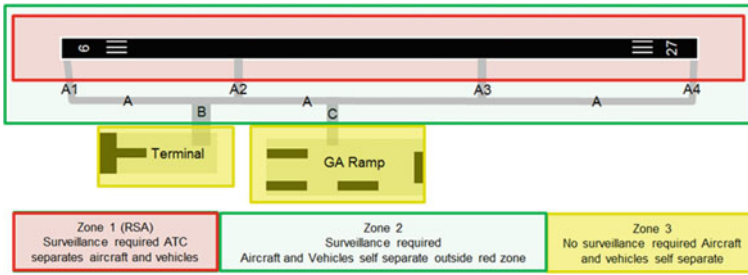 6
27
A1
A
A2
A
A3
A
A4
B
C
Terminal
GA Ramp
Zone 1 (RSA)
Surveillance required ATC
separates aircraft and vehicles
Zone 2
Surveillance required
Aircraft and Vehicles self separate outside red zone
Zone 3
No surveillance required Aircraft
and vehicles self separate